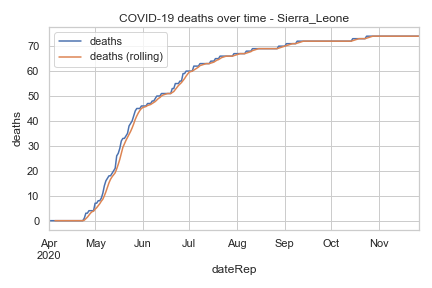 COVID-19 deaths over time - Sierra_Leone
deaths
deaths (rolling)
70
60
50
40
30
20
10
0
deaths
Apr
2020
May
Jun
Jul
Aug
Sep
Oct
Nov
dateRep